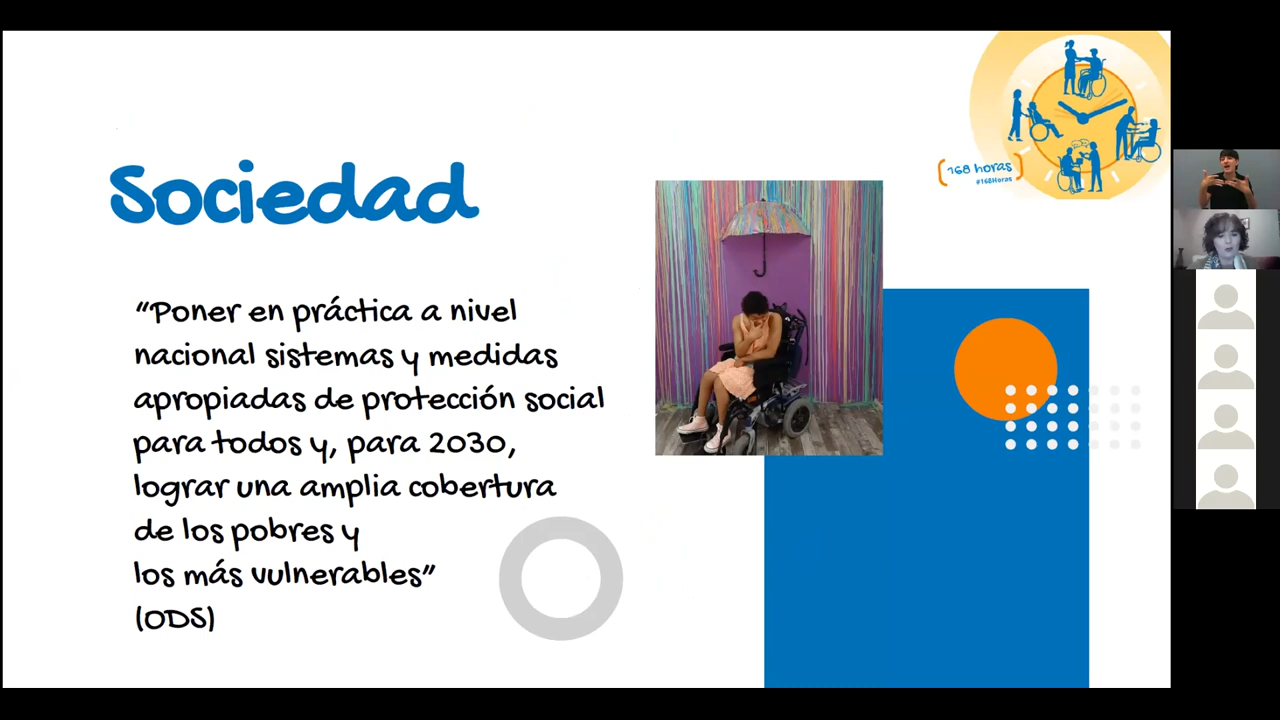 Sociedad
(168 horas)
#168Horas
“Poner en práctica a nivel
nacional sistemas y medidas
apropiadas de protección social
para todos y, para 2030,
lograr una amplia cobertura
de los pobres y
los más vulnerables”
(ODS)